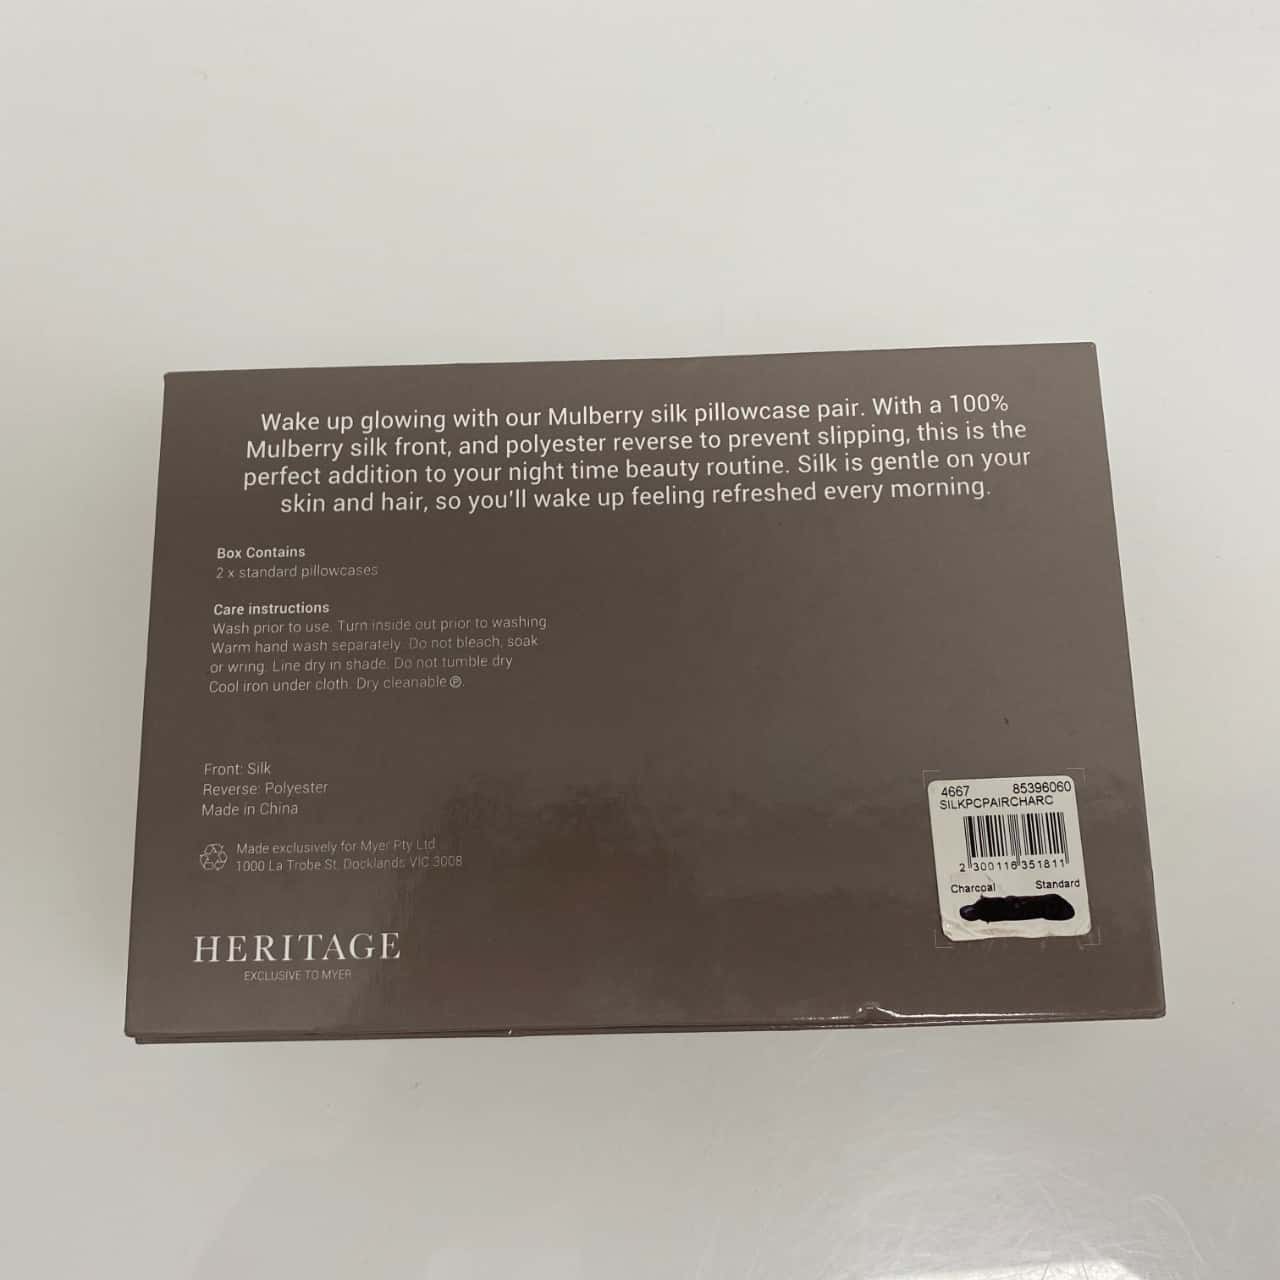 Wake up glowing with our Mulberry silk pillowcase pair. With a 100%
Mulberry silk front, and polyester reverse to prevent slipping, this is the
perfect addition to your night time beauty routine. Silk is gentle on your
skin and hair, so you'll wake up feeling refreshed every morning.
Box Contains
2 x standard pillowcases
Care instructions
Wash prior to use. Turn inside out prior to washing.
Warm hand wash separately. Do not bleach, soak
or wring. Line dry in shade. Do not tumble dry
Cool iron under cloth. Dry cleanable Ⓟ.
Front: Silk
Reverse: Polyester
Made in China
Made exclusively for Myer Pty Ltd
1000 La Trobe St, Docklands VIC 3008
HERITAGE
EXCLUSIVE TO MYER
4667 85396060
SILKPCPAIRCHARC
2 300116 351811
Charcoal Standard